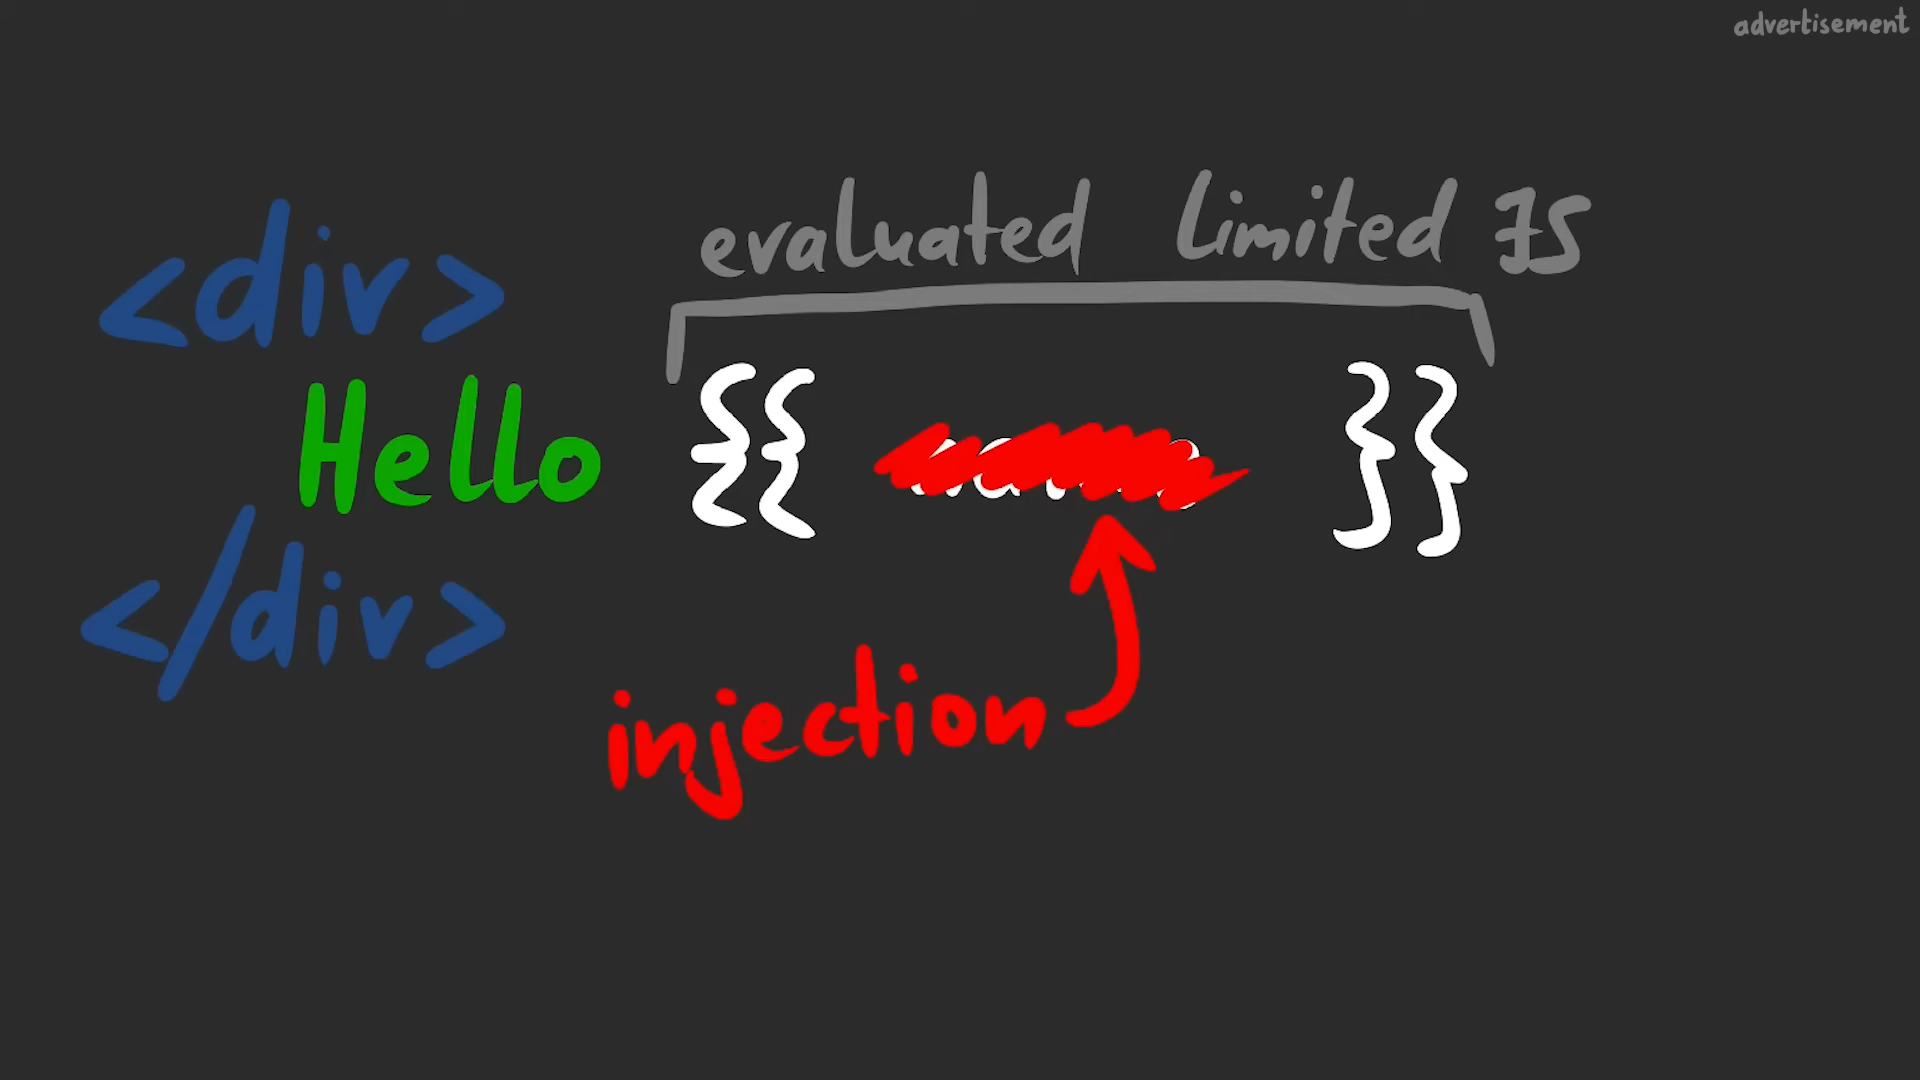 advertisement
evaluated limited JS
<div>
Hello {{ }}
</div>
injection